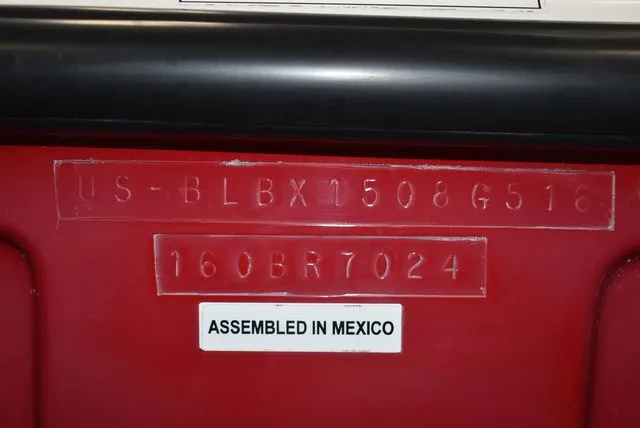 US-BLBX1508G516
160BR7024
ASSEMBLED IN MEXICO